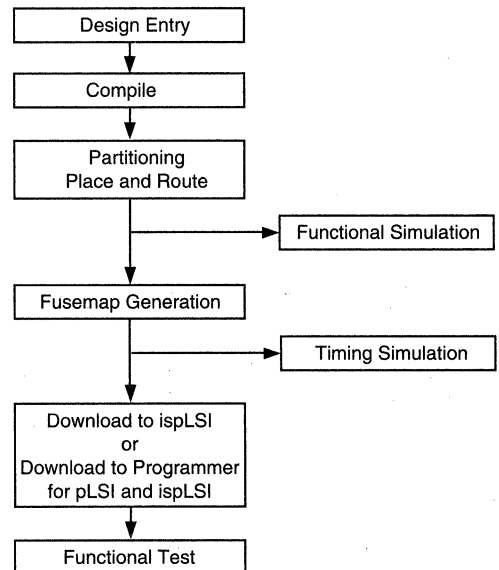 Design Entry
Compile
Partitioning
Place and Route
Functional Simulation
Fusemap Generation
Timing Simulation
Download to ispLSI
or
Download to Programmer
for pLSI and ispLSI
Functional Test